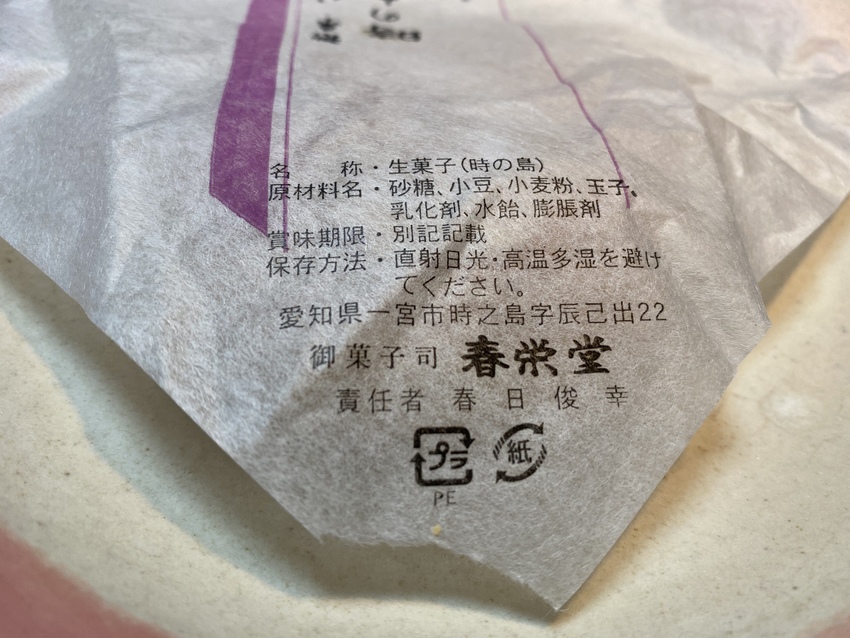 名　　称・生菓子(時の島)
原材料名・砂糖、小豆、小麦粉、玉子、
乳化剤、水飴、膨脹剤
賞味期限・別記記載
保存方法・直射日光・高温多湿を避け
てください。
愛知県一宮市時之島字辰己出22
御菓子司 春栄堂
責任者 春日俊幸
プラ 紙
PE